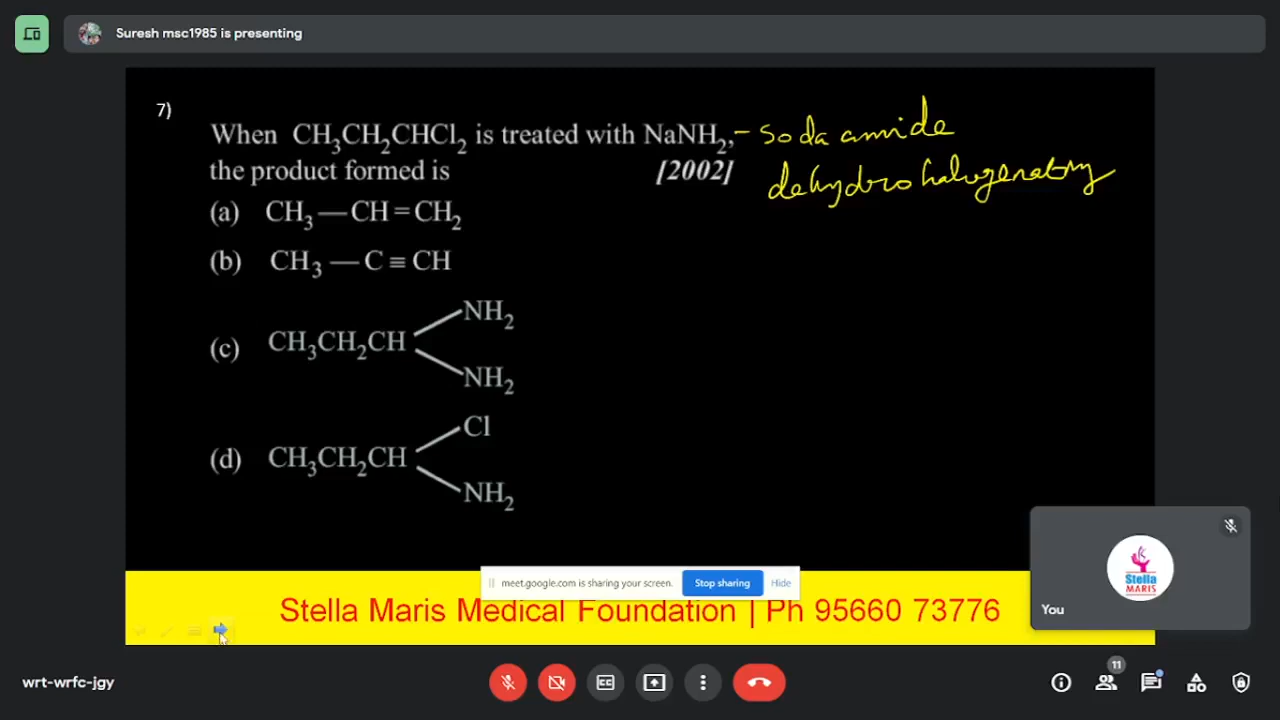 Suresh msc1985 is presenting
7)
When CH₃CH₂CHCl₂ is treated with NaNH₂, – soda amide
the product formed is [2002] dehydro halogenatory
(a) CH₃ — CH = CH₂
(b) CH₃ — C ≡ CH
(c) CH₃CH₂CH NH₂ NH₂
(d) CH₃CH₂CH Cl NH₂
meet.google.com is sharing your screen. Stop sharing Hide
Stella Maris Medical Foundation | Ph 95660 73776
Stella
MARIS
You
wrt-wrfc-jgy
11